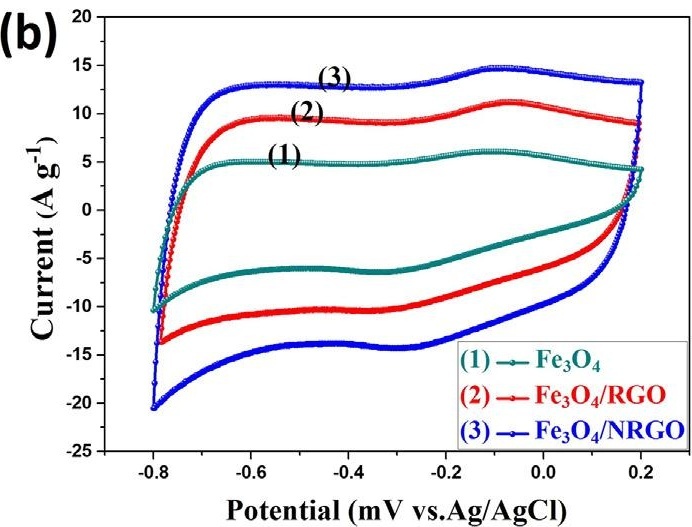 (b)
20
15
10
5
0
-5
-10
-15
-20
-25
Current (A g⁻¹)
(3)
(2)
(1)
(1) Fe₃O₄
(2) Fe₃O₄/RGO
(3) Fe₃O₄/NRGO
-0.8 -0.6 -0.4 -0.2 0.0 0.2
Potential (mV vs.Ag/AgCl)